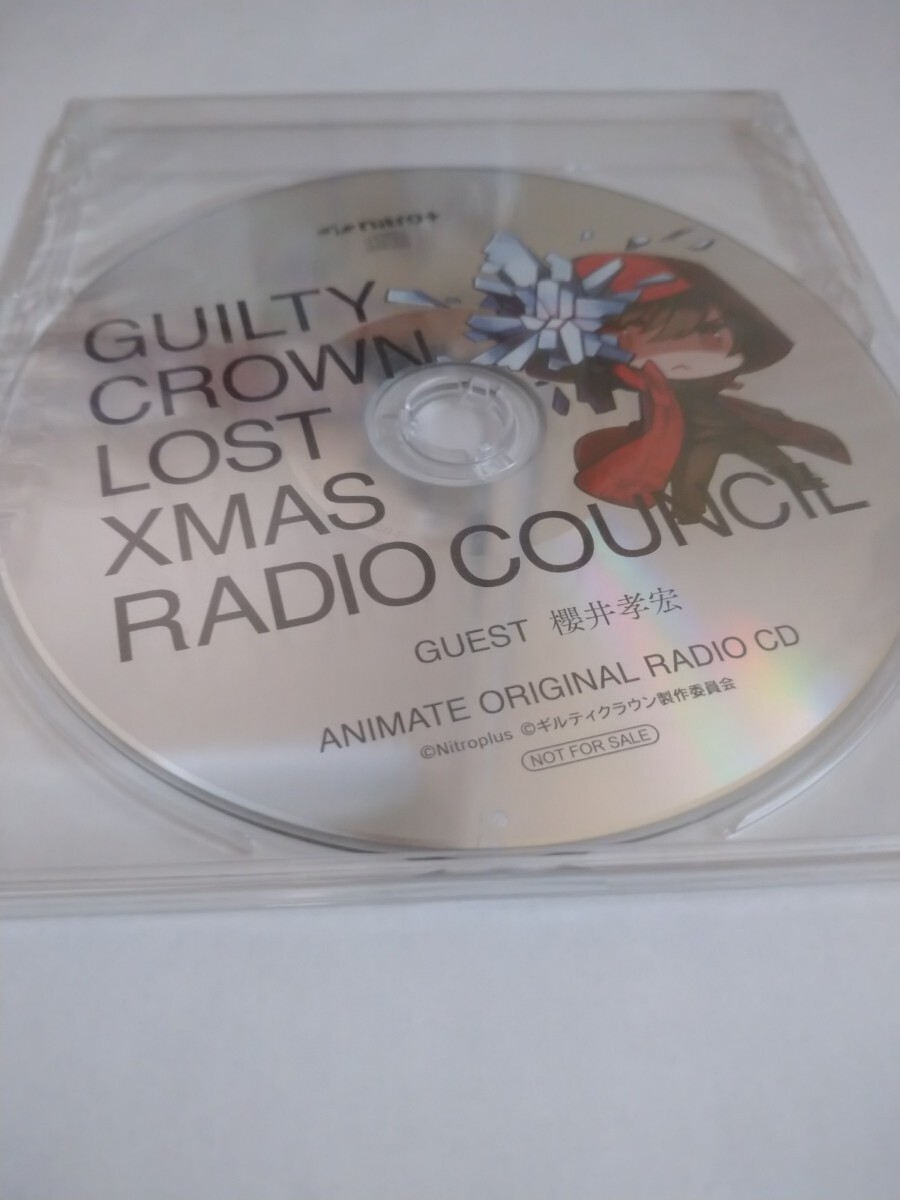 nitro+
GUILTY
CROWN
LOST
XMAS
RADIO COUNCIL
GUEST 櫻井孝宏
ANIMATE ORIGINAL RADIO CD
©Nitroplus ©ギルティクラウン製作委員会
NOT FOR SALE